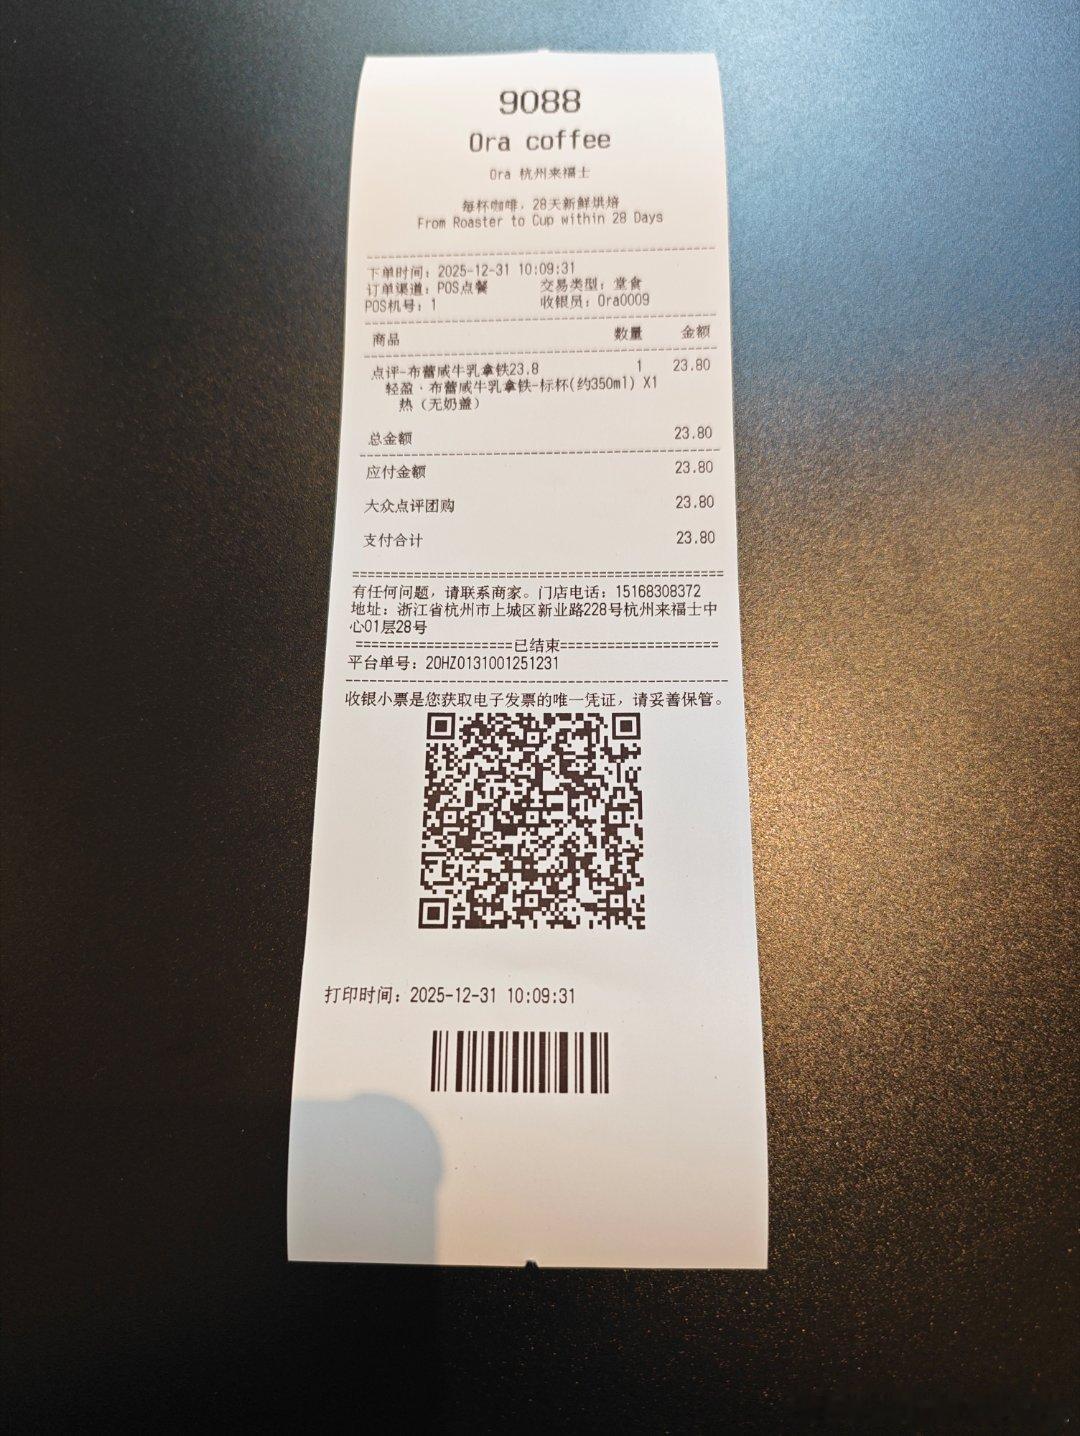 9088
Ora coffee
Ora 杭州来福士
每杯咖啡，28天新鲜烘焙
From Roaster to Cup within 28 Days
下单时间：2025-12-31 10:09:31
订单渠道：POS点餐 交易类型：堂食
POS机号：1 收银员：Ora0009
商品 数量 金额
点评-布蕾咸牛乳拿铁23.8 1 23.80
轻盈·布蕾咸牛乳拿铁-标杯(约350ml) X1
热（无奶盖）
总金额 23.80
应付金额 23.80
大众点评团购 23.80
支付合计 23.80
有任何问题，请联系商家。门店电话：15168308372
地址：浙江省杭州市上城区新业路228号杭州来福士中
心01层28号
已结束
平台单号：20HZ0131001251231
收银小票是您获取电子发票的唯一凭证，请妥善保管。
打印时间：2025-12-31 10:09:31